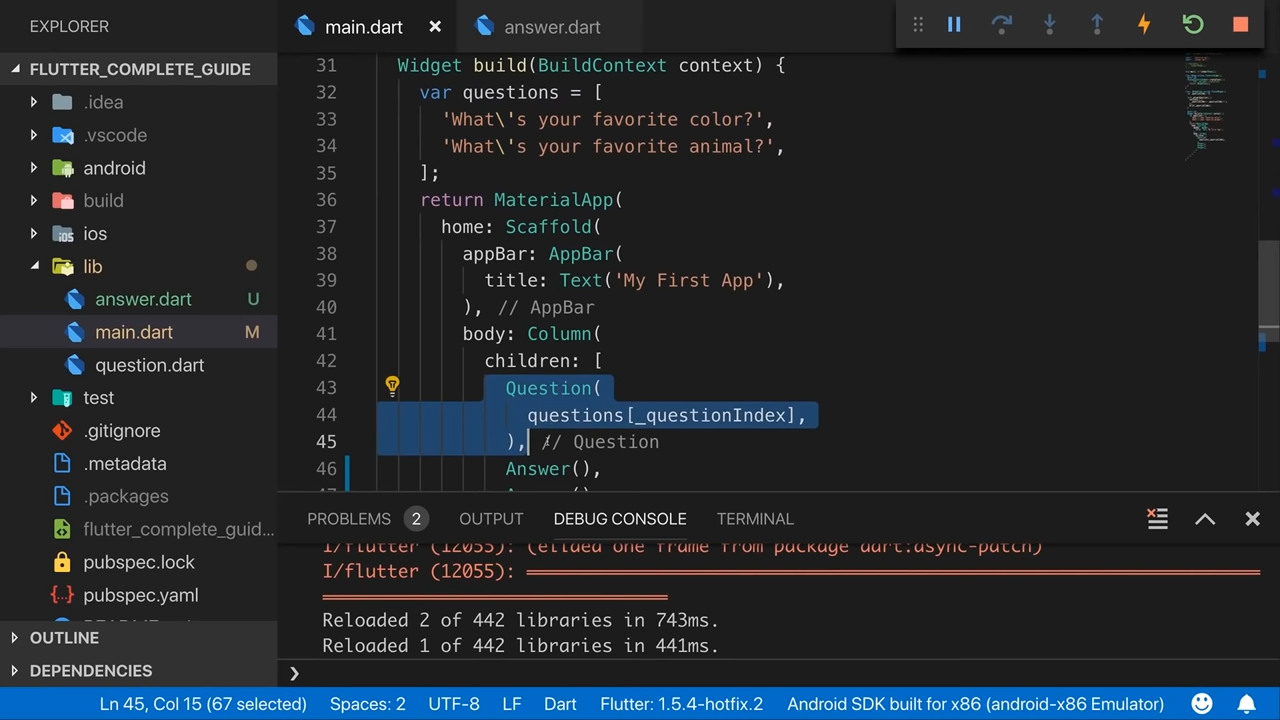 EXPLORER
main.dart
answer.dart
FLUTTER_COMPLETE_GUIDE
.idea
.vscode
android
build
ios
lib
answer.dart U
main.dart M
question.dart
test
.gitignore
.metadata
.packages
flutter_complete_guid...
pubspec.lock
pubspec.yaml
OUTLINE
DEPENDENCIES
31 Widget build(BuildContext context) {
32 var questions = [
33 'What\'s your favorite color?',
34 'What\'s your favorite animal?',
35 ];
36 return MaterialApp(
37 home: Scaffold(
38 appBar: AppBar(
39 title: Text('My First App'),
40 ), // AppBar
41 body: Column(
42 children: [
43 Question(
44 questions[_questionIndex],
45 ), // Question
46 Answer(),
PROBLEMS 2 OUTPUT DEBUG CONSOLE TERMINAL
I/flutter (12055): (elided one frame from package dart:async-patch)
I/flutter (12055): ════════
Reloaded 2 of 442 libraries in 743ms.
Reloaded 1 of 442 libraries in 441ms.
Ln 45, Col 15 (67 selected) Spaces: 2 UTF-8 LF Dart Flutter: 1.5.4-hotfix.2 Android SDK built for x86 (android-x86 Emulator)